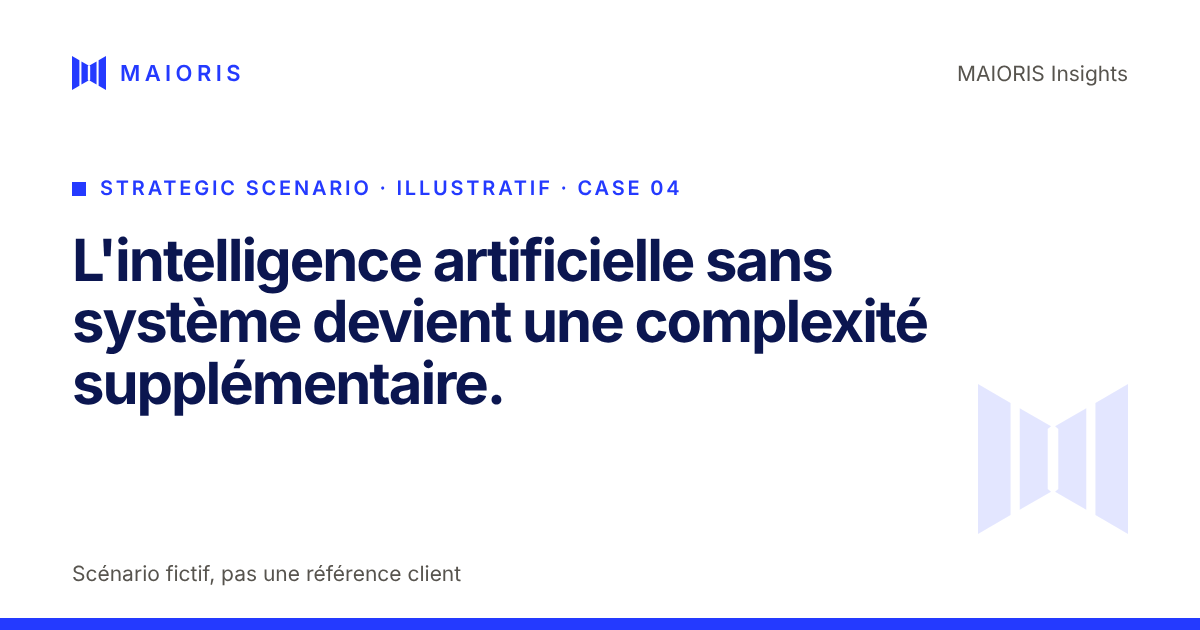 MAIORIS
MAIORIS Insights
STRATEGIC SCENARIO · ILLUSTRATIF · CASE 04
L'intelligence artificielle sans
système devient une complexité
supplémentaire.
Scénario fictif, pas une référence client